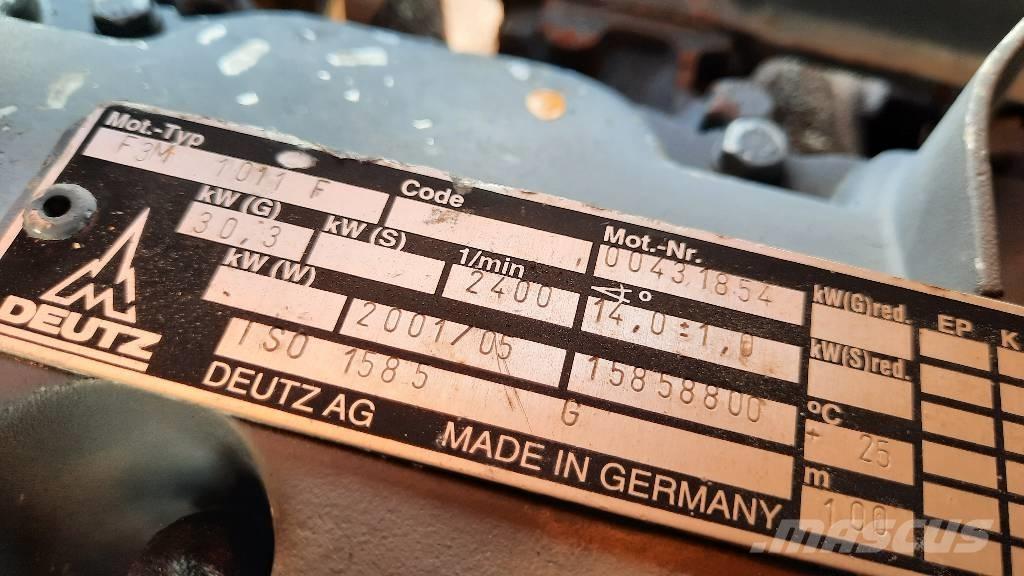 Mot.-Typ
F3M 1011 F
Code
Mot.-Nr.
00431854
kW(G)red.
EP
K
kW (G)
30,3
kW (S)
1/min
2400
14,0±1,0
kW(S)red.
kW (W)
2001/05
15858800
°C
+ 25
ISO 1585 G
m
100
DEUTZ
DEUTZ AG MADE IN GERMANY
MASCUS